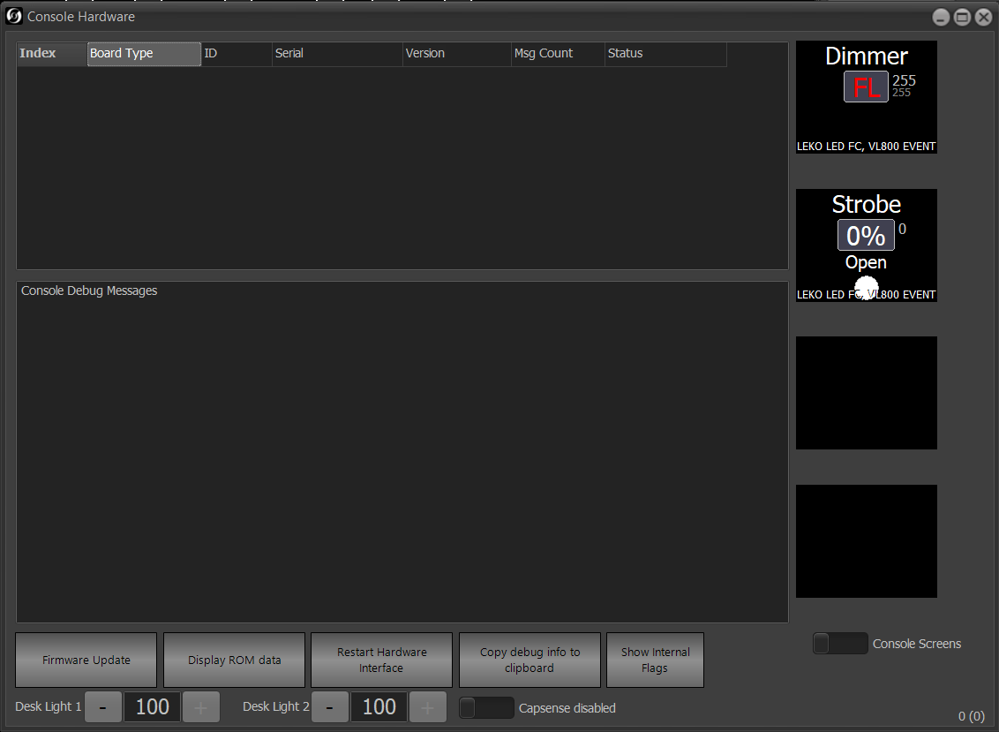 Console Hardware
Index Board Type ID Serial Version Msg Count Status
Dimmer
FL 255
255
LEKO LED FC, VL800 EVENT
Strobe
0% 0
Open
LEKO LED FC, VL800 EVENT
Console Debug Messages
Firmware Update
Display ROM data
Restart Hardware
Interface
Copy debug info to
clipboard
Show Internal
Flags
Console Screens
Desk Light 1 - 100 +
Desk Light 2 - 100 +
Capsense disabled
0 (0)